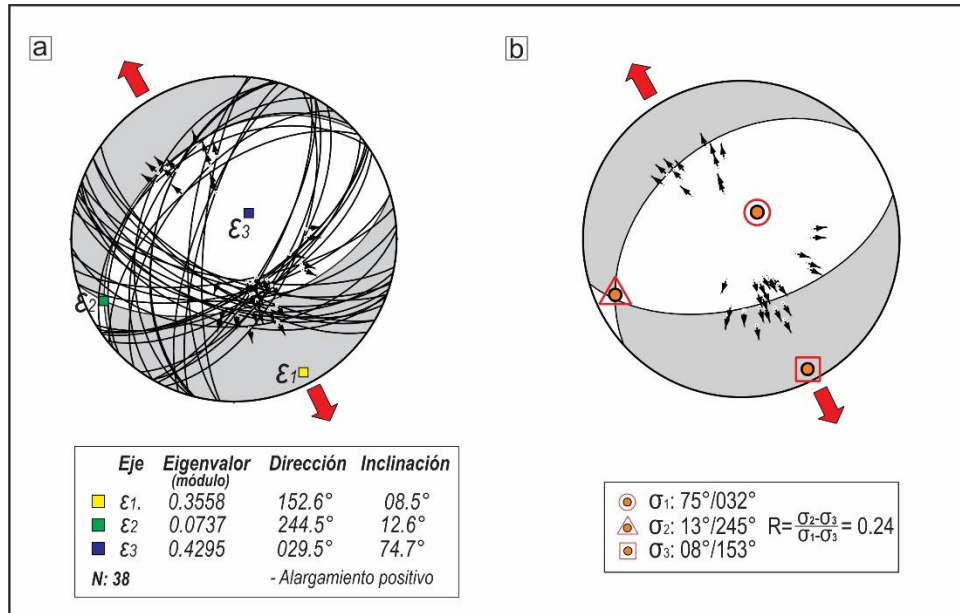 a
b
ε3
ε2
ε1
Eje Eigenvalor Dirección Inclinación
(módulo)
ε1. 0.3558 152.6° 08.5°
ε2 0.0737 244.5° 12.6°
ε3 0.4295 029.5° 74.7°
N: 38 - Alargamiento positivo
σ1: 75°/032°
σ2: 13°/245° R=σ2-σ3/σ1-σ3= 0.24
σ3: 08°/153°